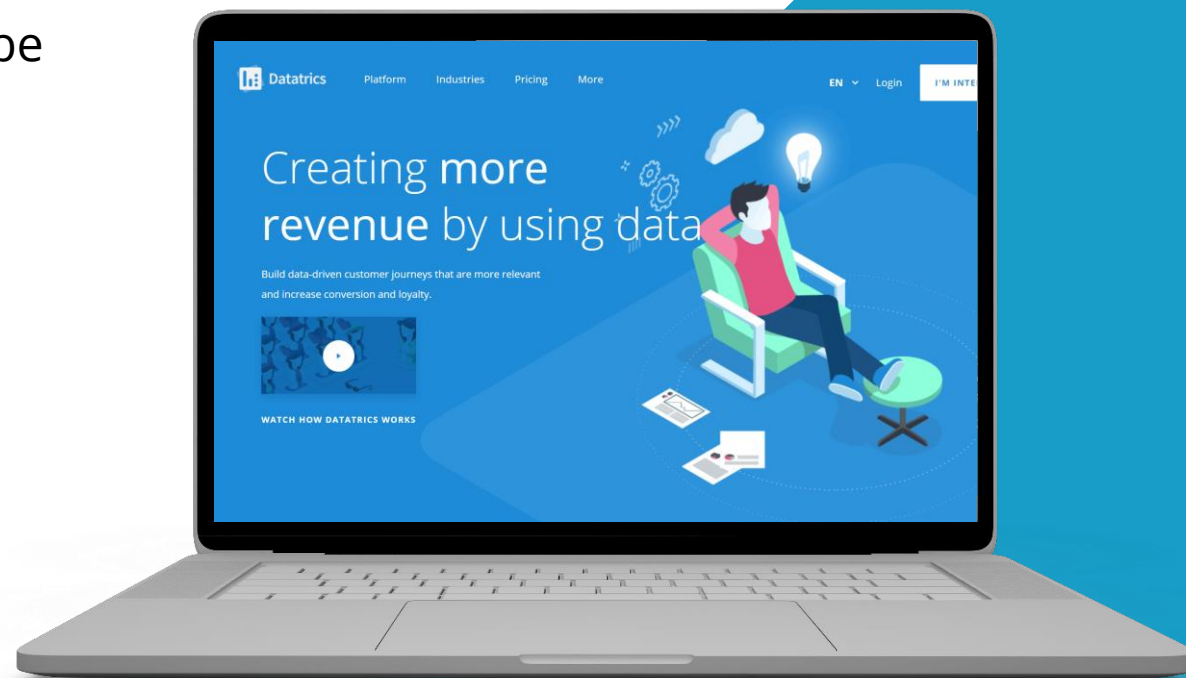 be
Datatrics Platform Industries Pricing More EN Login I'M INTE
Creating more
revenue by using data
Build data-driven customer journeys that are more relevant
and increase conversion and loyalty.
WATCH HOW DATATRICS WORKS